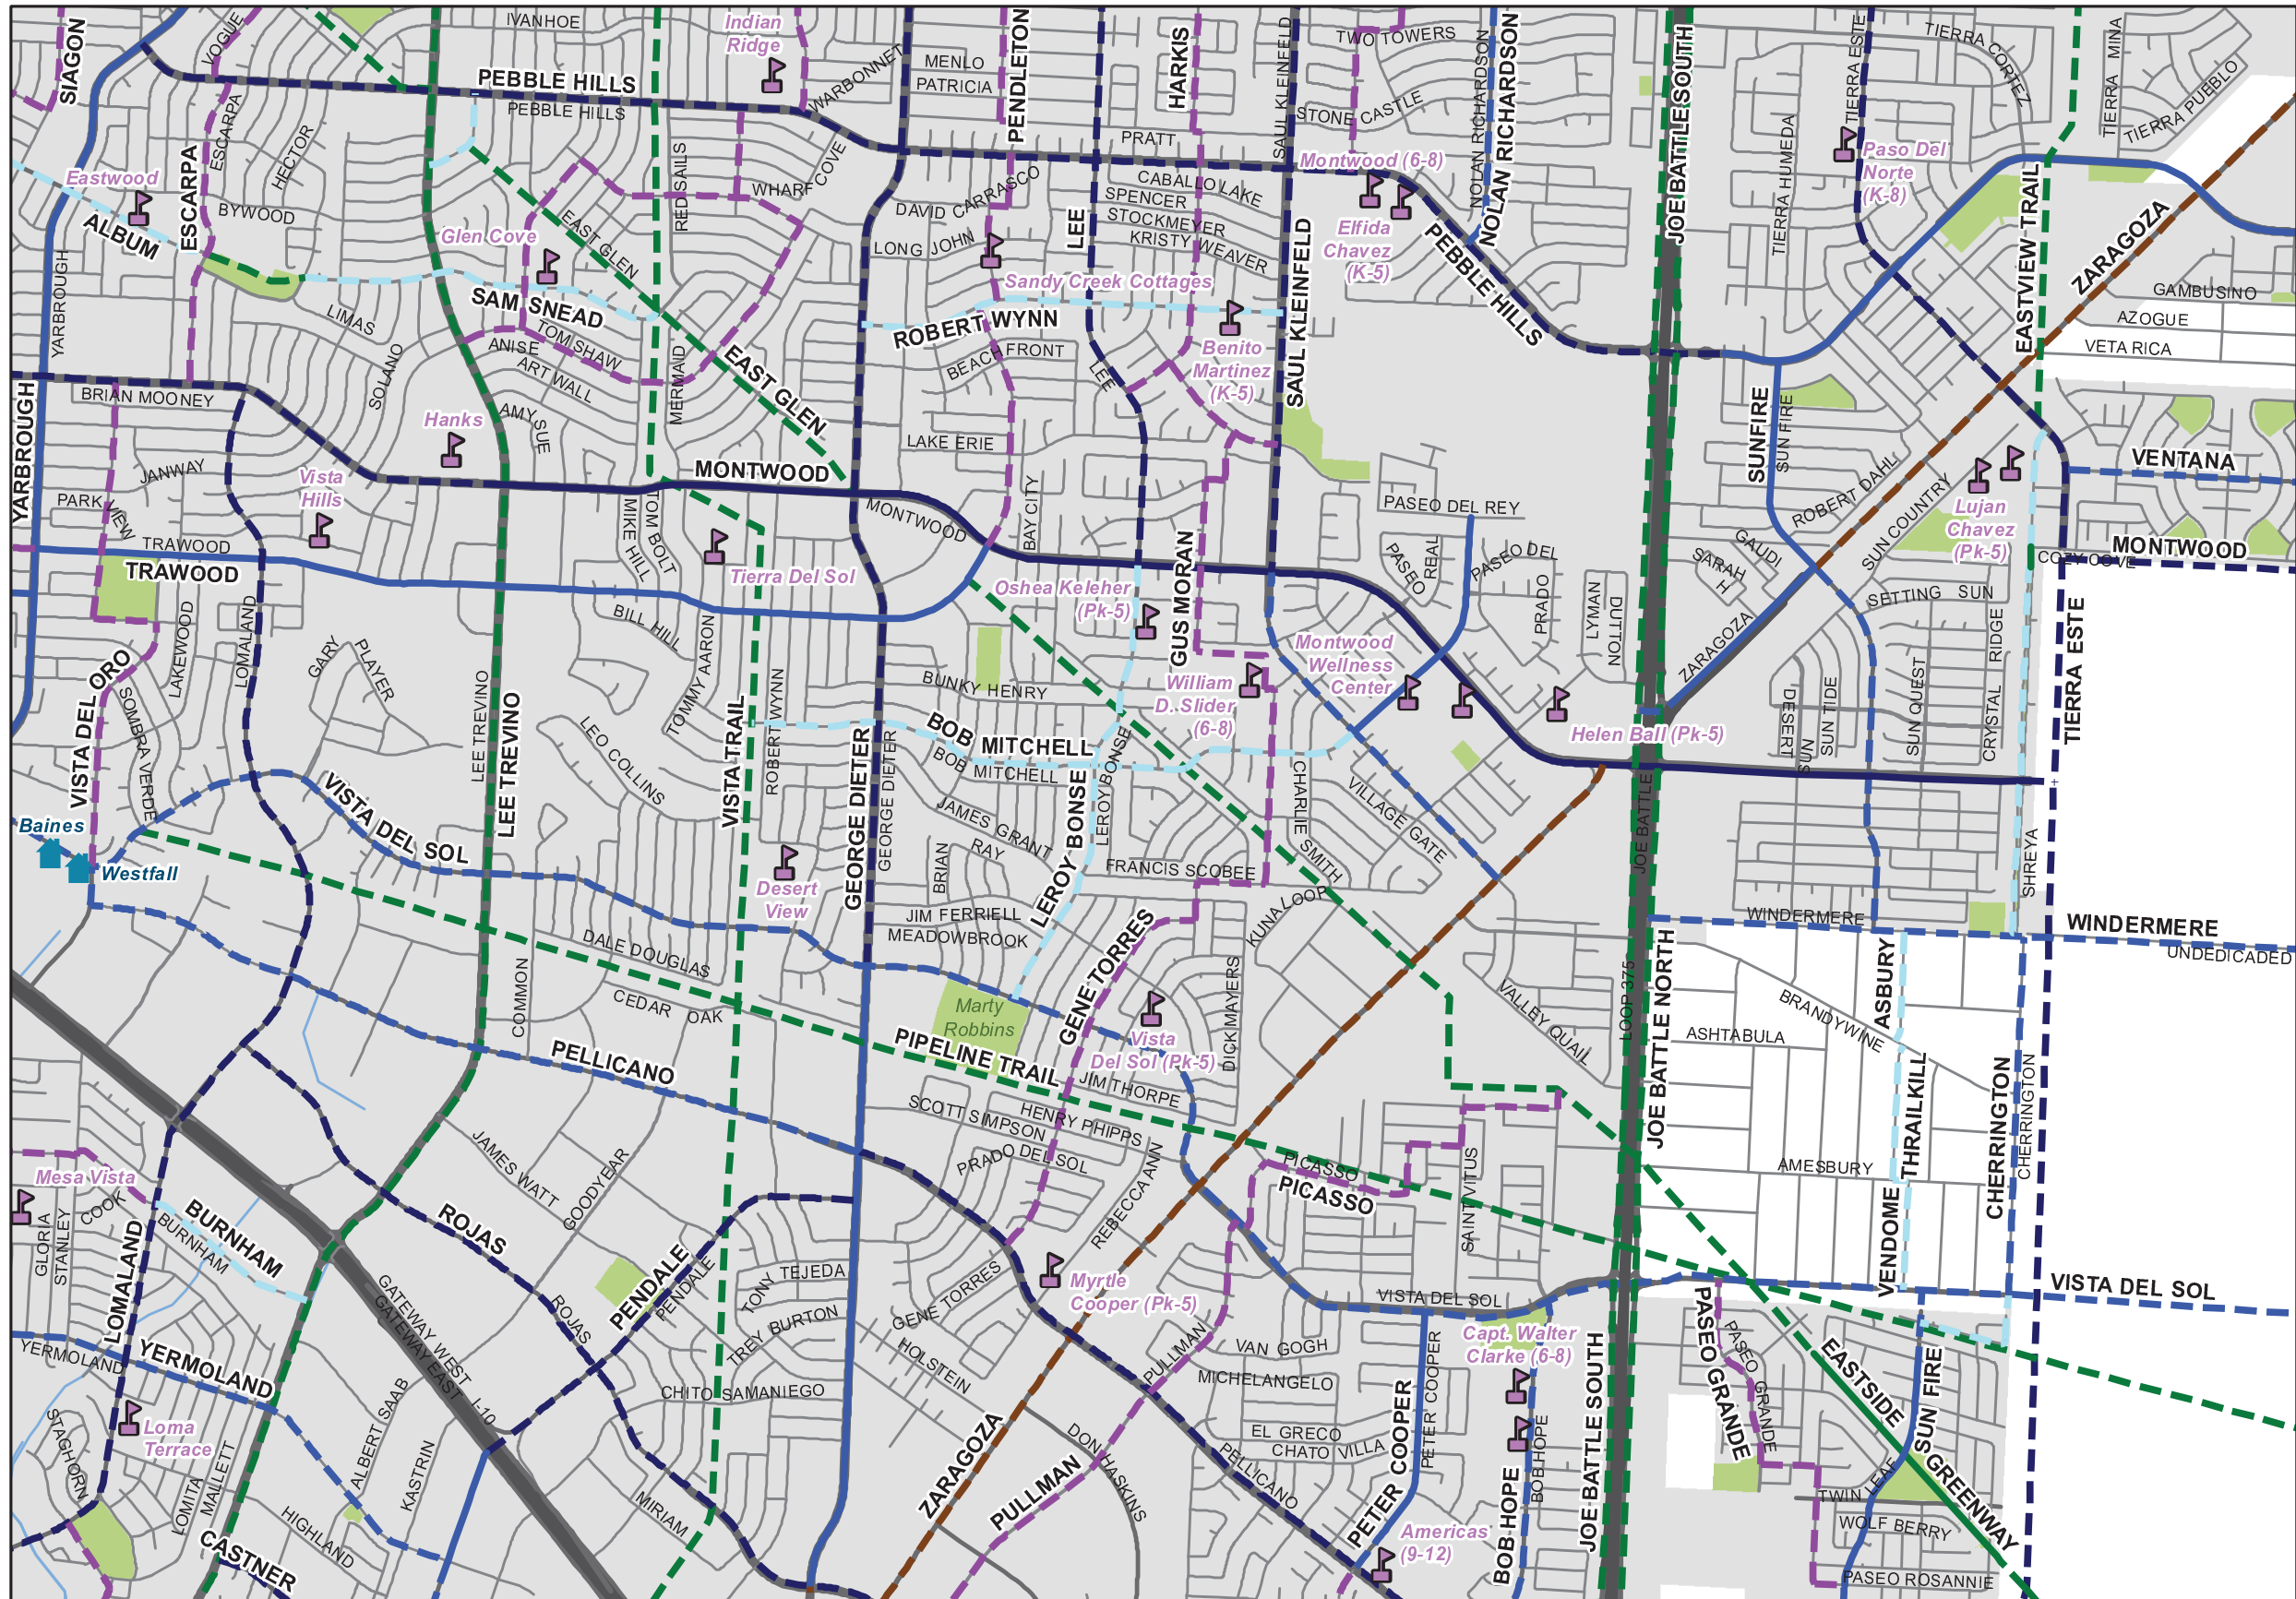 SIAGON
VOGUE
IVANHOE
Indian
Ridge
PEBBLE HILLS
PEBBLE HILLS
WARBONNET
MENLO
PATRICIA
PENDLETON
HARKIS
SAUL KLEINFELD
TWO TOWERS
STONE CASTLE
NOLAN RICHARDSON
NOLAN RICHARDSON
JOE BATTLE SOUTH
TIERRA ESTE
TIERRA CORTEZ
TIERRA MINA
TIERRA PUEBLO
ESCARPA
ESCARPA
HECTOR
Eastwood
ALBUM
BYWOOD
RED SAILS
WHARF
COVE
PRATT
DAVID CARRASCO
CABALLO LAKE
SPENCER
STOCKMEYER
KRISTY WEAVER
LONG JOHN
LEE
Montwood (6-8)
Elfida
Chavez
(K-5)
PEBBLE HILLS
TIERRA HUMEDA
Paso Del
Norte
(K-8)
EASTVIEW TRAIL
ZARAGOZA
GAMBUSINO
AZOGUE
VETA RICA
YARBROUGH
Glen Cove
EAST GLEN
SAM SNEAD
LIMAS
SOLANO
ANISE
TOM SHAW
ART WALL
MERMAID
EAST GLEN
Sandy Creek Cottages
ROBERT WYNN
BEACHFRONT
LEE
Benito
Martinez
(K-5)
SAUL KLEINFELD
SUNFIRE
SUN FIRE
BRIAN MOONEY
Hanks
AMY
SUE
MONTWOOD
LAKE ERIE
YARBROUGH
JANWAY
PARK VIEW
Vista
Hills
TRAWOOD
TRAWOOD
MIKE HILL
TOM BOLT
MONTWOOD
BAY CITY
Tierra Del Sol
Oshea Keleher
(Pk-5)
GUS MORAN
PASEO DEL REY
PASEO
REAL
PASEO DEL
PRADO
LYMAN
DUTTON
ROBERT DAHL
SUN COUNTRY
GAUDI
SARAH
H
Lujan
Chavez
(Pk-5)
VENTANA
MONTWOOD
COZY COVE
SETTING SUN
ZARAGOZA
BILL HILL
LAKEWOOD
LOMALAND
GARY
PLAYER
VISTA DEL ORO
SOMBRA VERDE
LEE TREVINO
LEE TREVINO
TOMMY AARON
LEO COLLINS
VISTA TRAIL
ROBERT WYNN
GEORGE DIETER
GEORGE DIETER
BUNKY HENRY
BOB MITCHELL
BOB MITCHELL
LEROY BONSE
LEROY BONSE
William
D. Slider
(6-8)
Montwood
Wellness
Center
Helen Ball (Pk-5)
DESERT
SUN
SUN TIDE
SUN QUEST
CRYSTAL RIDGE
TIERRA ESTE
VISTA DEL SOL
Baines
Westfall
JAMES GRANT
RAY
BRIAN
CHARLIE
SMITH
VILLAGE GATE
JOE BATTLE
SHREYA
Desert
View
FRANCIS SCOBEE
KUNA LOOP
JIM FERRIELL
MEADOWBROOK
WINDERMERE
WINDERMERE
UNDEDICADED
DALE DOUGLAS
CEDAR OAK
COMMON
GENE TORRES
DICK MAYERS
Marty
Robbins
Vista
Del Sol (Pk-5)
LOOP 375
JOE BATTLE NORTH
VALLEY QUAIL
ASBURY
BRANDYWINE
ASHTABULA
PELLICANO
PIPELINE TRAIL
JIM THORPE
HENRY PHIPPS
SCOTT SIMPSON
PRADO DEL SOL
REBECCA ANN
THRAILKILL
CHERRINGTON
CHERRINGTON
AMESBURY
JAMES WATT
GOODYEAR
PICASSO
PICASSO
SAINT VITUS
Mesa Vista
COOK
GLORIA
STANLEY
BURNHAM
BURNHAM
LOMALAND
ROJAS
ROJAS
PENDALE
PENDALE
TONY
TEJEDA
TREY BURTON
GENE TORRES
Myrtle
Cooper (Pk-5)
VENDOME
VISTA DEL SOL
VISTA DEL SOL
GATEWAY WEST
GATEWAY EAST
I-10
YERMOLAND
YERMOLAND
HOLSTEIN
PULLMAN
VAN GOGH
MICHELANGELO
Capt. Walter
Clarke (6-8)
PASEO GRANDE
PASEO GRANDE
EASTSIDE GREENWAY
SUN FIRE
CHITO SAMANIEGO
ALBERT SAAB
KASTRIN
STAGHORN
Loma
Terrace
LOMITA
MALLETT
HIGHLAND
CASTNER
MIRIAM
ZARAGOZA
DON HASKINS
PULLMAN
EL GRECO
CHATO VILLA
PELLICANO
PETER COOPER
PETER COOPER
BOB HOPE
BOB HOPE
JOE BATTLE SOUTH
Americas
(9-12)
TWIN LEAF
WOLF BERRY
PASEO ROSANNIE